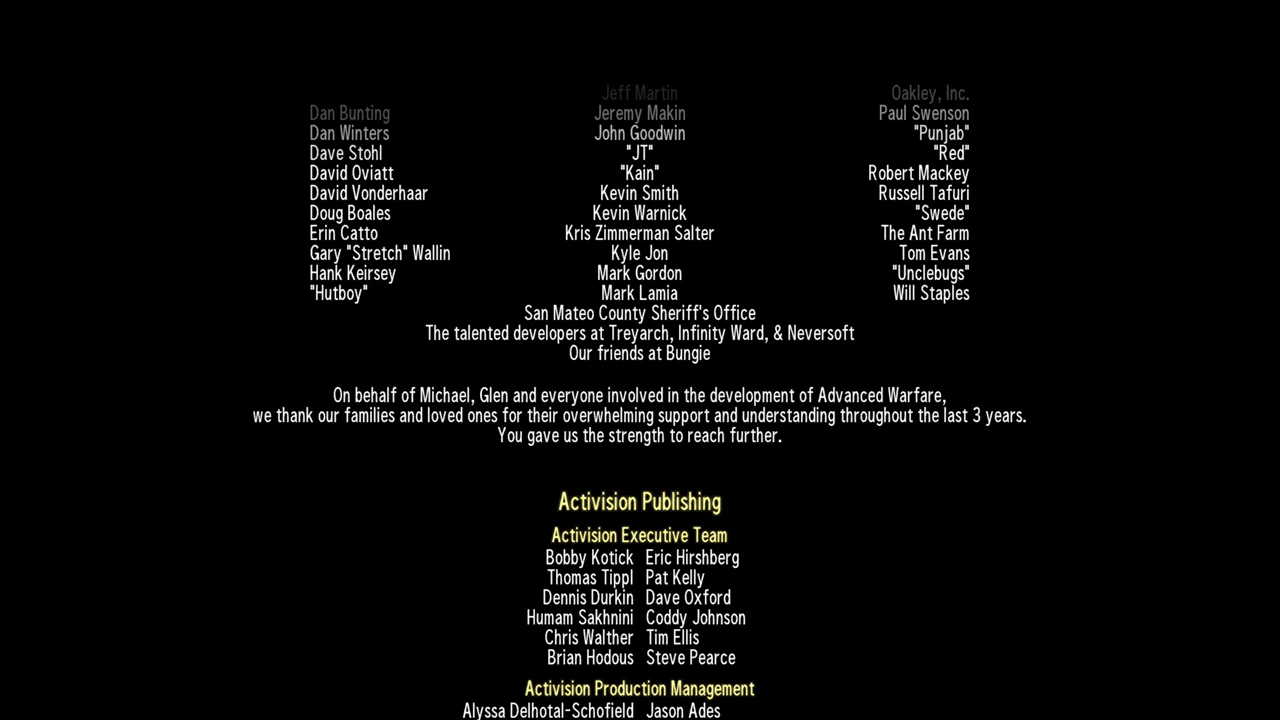 Jeff Martin Oakley, Inc.
Dan Bunting Jeremy Makin Paul Swenson
Dan Winters John Goodwin "Punjab"
Dave Stohl "JT" "Red"
David Oviatt "Kain" Robert Mackey
David Vonderhaar Kevin Smith Russell Tafuri
Doug Boales Kevin Warnick "Swede"
Erin Catto Kris Zimmerman Salter The Ant Farm
Gary "Stretch" Wallin Kyle Jon Tom Evans
Hank Keirsey Mark Gordon "Unclebugs"
"Hutboy" Mark Lamia Will Staples
San Mateo County Sheriff's Office
The talented developers at Treyarch, Infinity Ward, & Neversoft
Our friends at Bungie
On behalf of Michael, Glen and everyone involved in the development of Advanced Warfare,
we thank our families and loved ones for their overwhelming support and understanding throughout the last 3 years.
You gave us the strength to reach further.
Activision Publishing
Activision Executive Team
Bobby Kotick Eric Hirshberg
Thomas Tippl Pat Kelly
Dennis Durkin Dave Oxford
Humam Sakhnini Coddy Johnson
Chris Walther Tim Ellis
Brian Hodous Steve Pearce
Activision Production Management
Alyssa Delhotal-Schofield Jason Ades